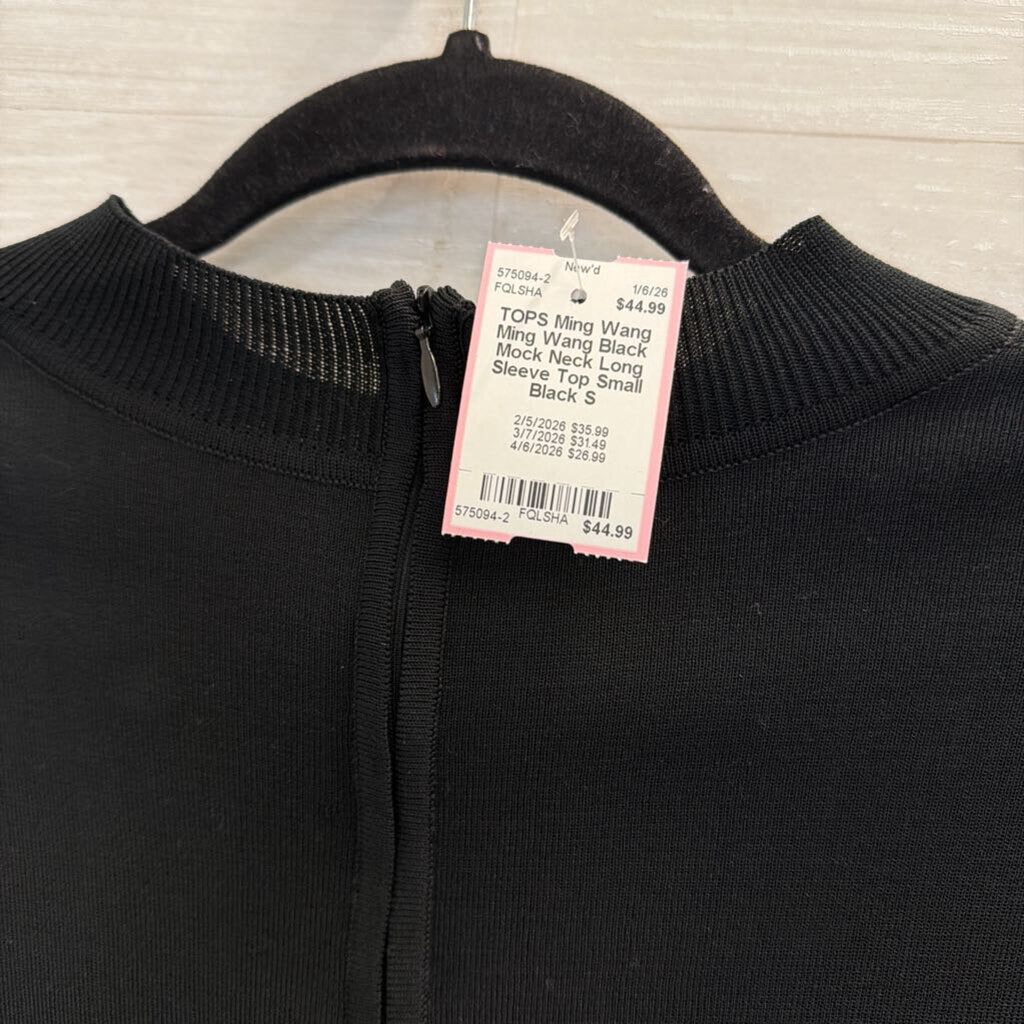 New'd
575094-2 1/6/26
FQLSHA $44.99
TOPS Ming Wang
Ming Wang Black
Mock Neck Long
Sleeve Top Small
Black S
2/5/2026 $35.99
3/7/2026 $31.49
4/6/2026 $26.99
575094-2 FQLSHA $44.99